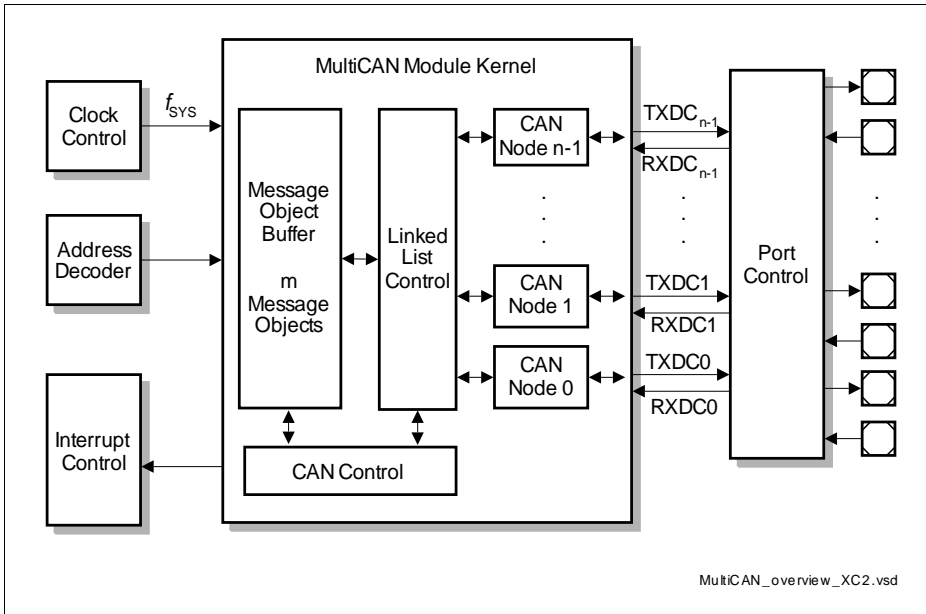 MultiCAN Module Kernel
Clock
Control
fSYS
Address
Decoder
Interrupt
Control
Message
Object
Buffer
m
Message
Objects
Linked
List
Control
CAN Control
CAN
Node n-1
.
.
.
CAN
Node 1
CAN
Node 0
TXDCn-1
RXDCn-1
.
.
.
TXDC1
RXDC1
TXDC0
RXDC0
Port
Control
.
.
.
MultiCAN_overview_XC2.vsd